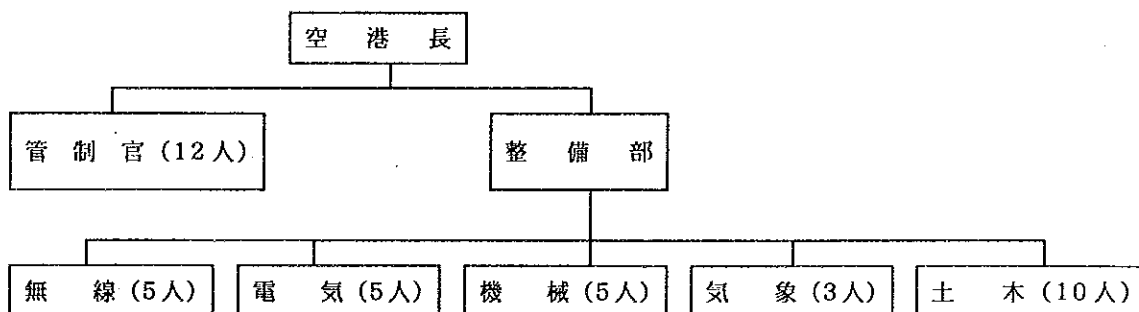 空港長
管制官(12人) 整備部
無線(5人) 電気(5人) 機械(5人) 気象(3人) 土木(10人)